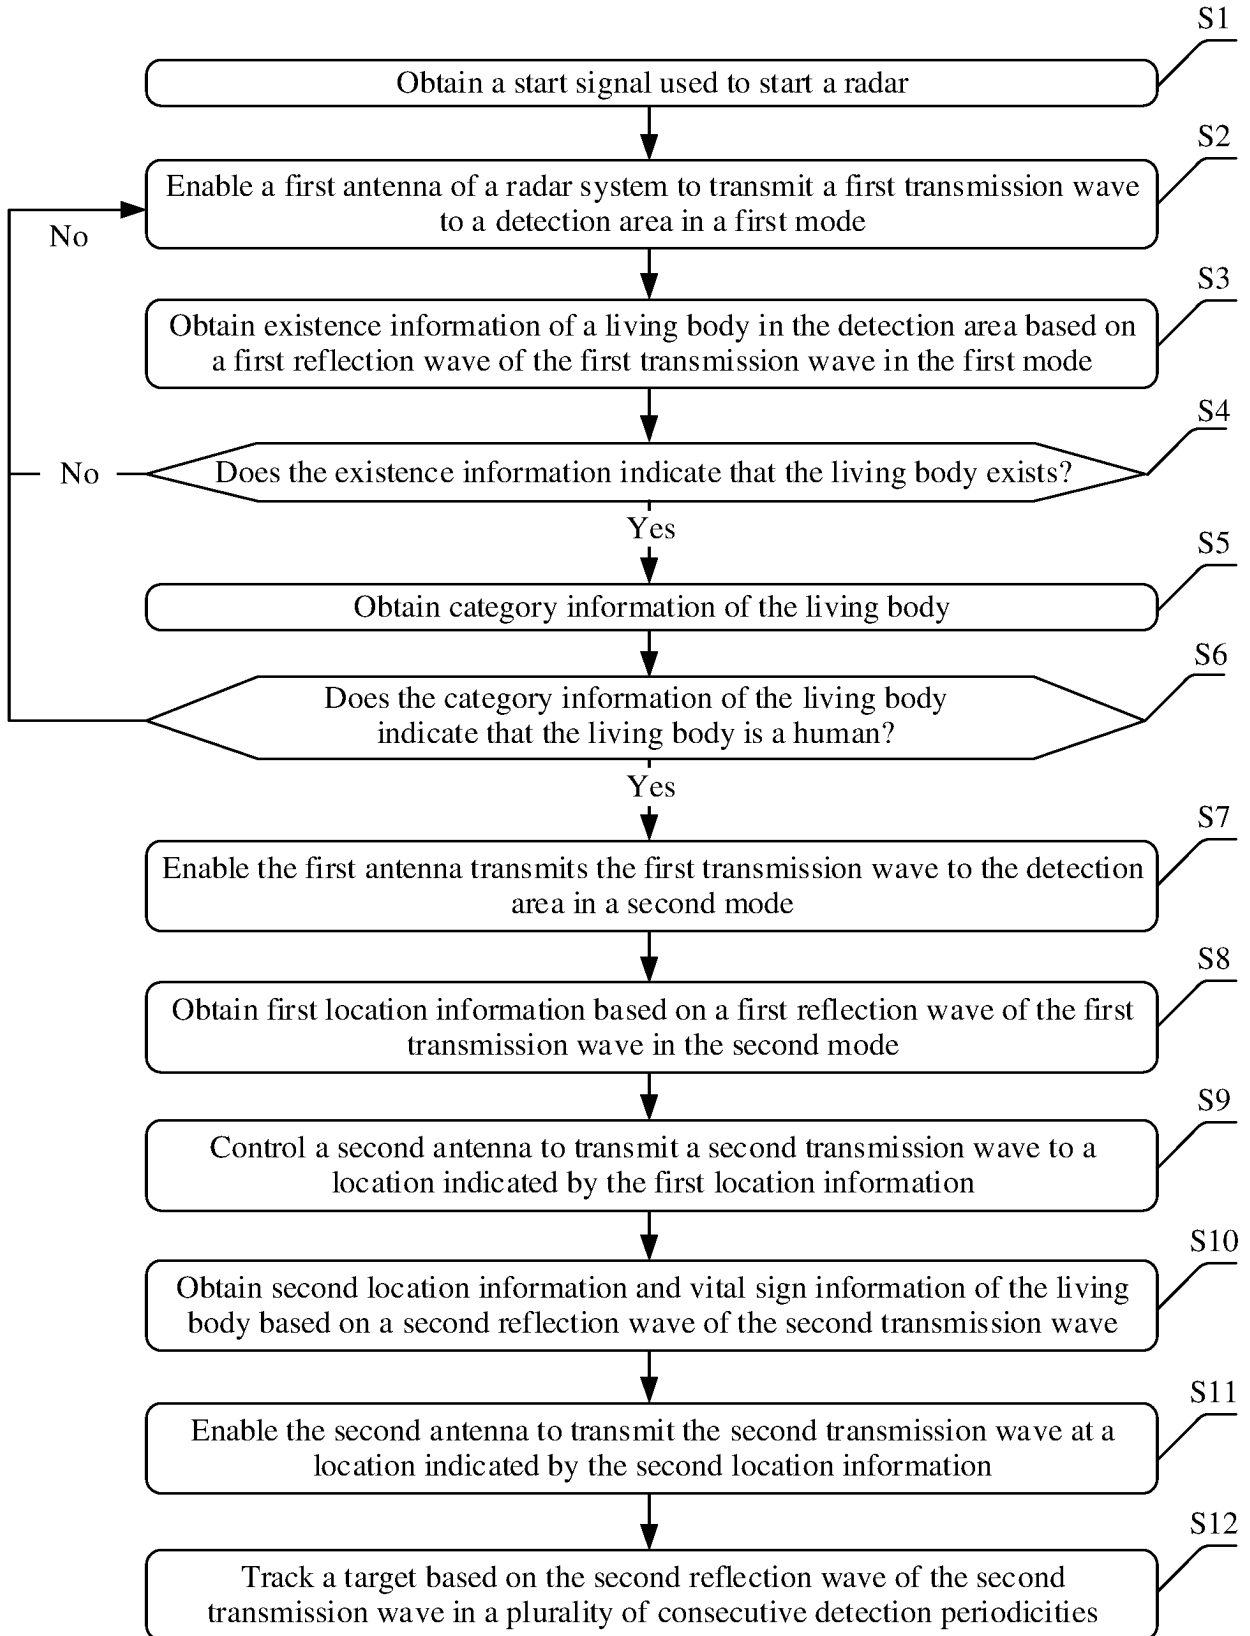 S1
Obtain a start signal used to start a radar
S2
Enable a first antenna of a radar system to transmit a first transmission wave
to a detection area in a first mode
No
S3
Obtain existence information of a living body in the detection area based on
a first reflection wave of the first transmission wave in the first mode
S4
No
Does the existence information indicate that the living body exists?
Yes
S5
Obtain category information of the living body
S6
Does the category information of the living body
indicate that the living body is a human?
Yes
S7
Enable the first antenna transmits the first transmission wave to the detection
area in a second mode
S8
Obtain first location information based on a first reflection wave of the first
transmission wave in the second mode
S9
Control a second antenna to transmit a second transmission wave to a
location indicated by the first location information
S10
Obtain second location information and vital sign information of the living
body based on a second reflection wave of the second transmission wave
S11
Enable the second antenna to transmit the second transmission wave at a
location indicated by the second location information
S12
Track a target based on the second reflection wave of the second
transmission wave in a plurality of consecutive detection periodicities